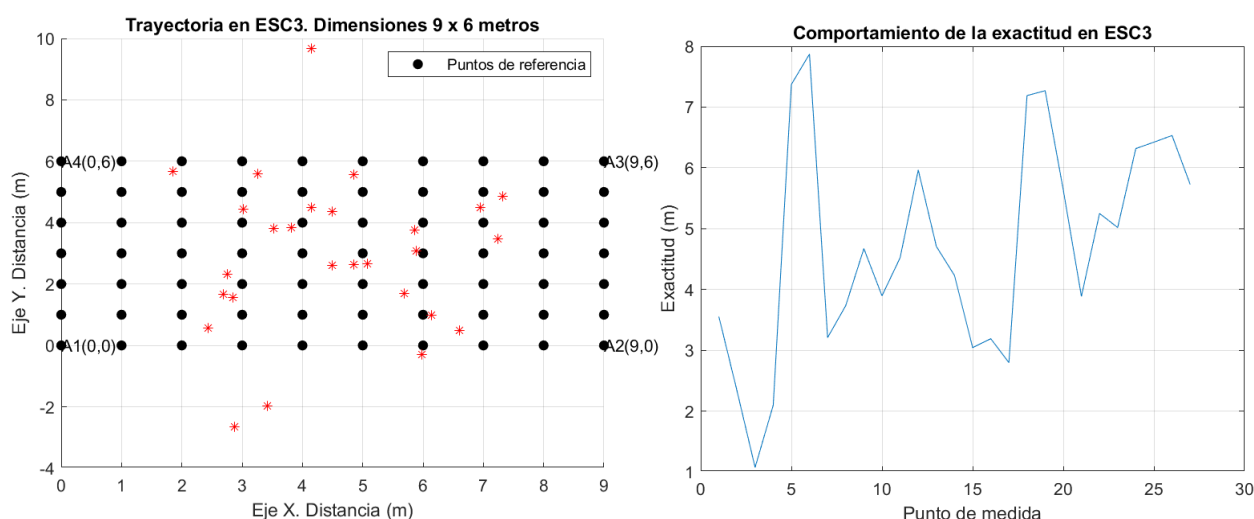 Trayectoria en ESC3. Dimensiones 9 x 6 metros
10
8
6
4
2
0
-2
-4
Eje Y. Distancia (m)
Puntos de referencia
A4(0,6)
A3(9,6)
A1(0,0)
A2(9,0)
0 1 2 3 4 5 6 7 8 9
Eje X. Distancia (m)
Comportamiento de la exactitud en ESC3
8
7
6
5
4
3
2
1
Exactitud (m)
0 5 10 15 20 25 30
Punto de medida